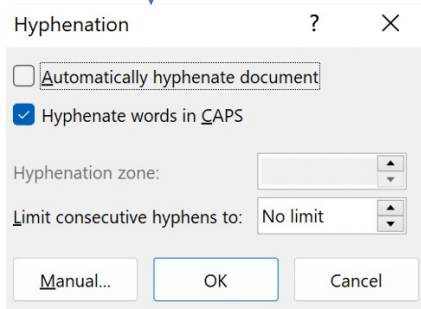 Hyphenation ?
Automatically hyphenate document
Hyphenate words in CAPS
Hyphenation zone:
Limit consecutive hyphens to: No limit
Manual... OK Cancel